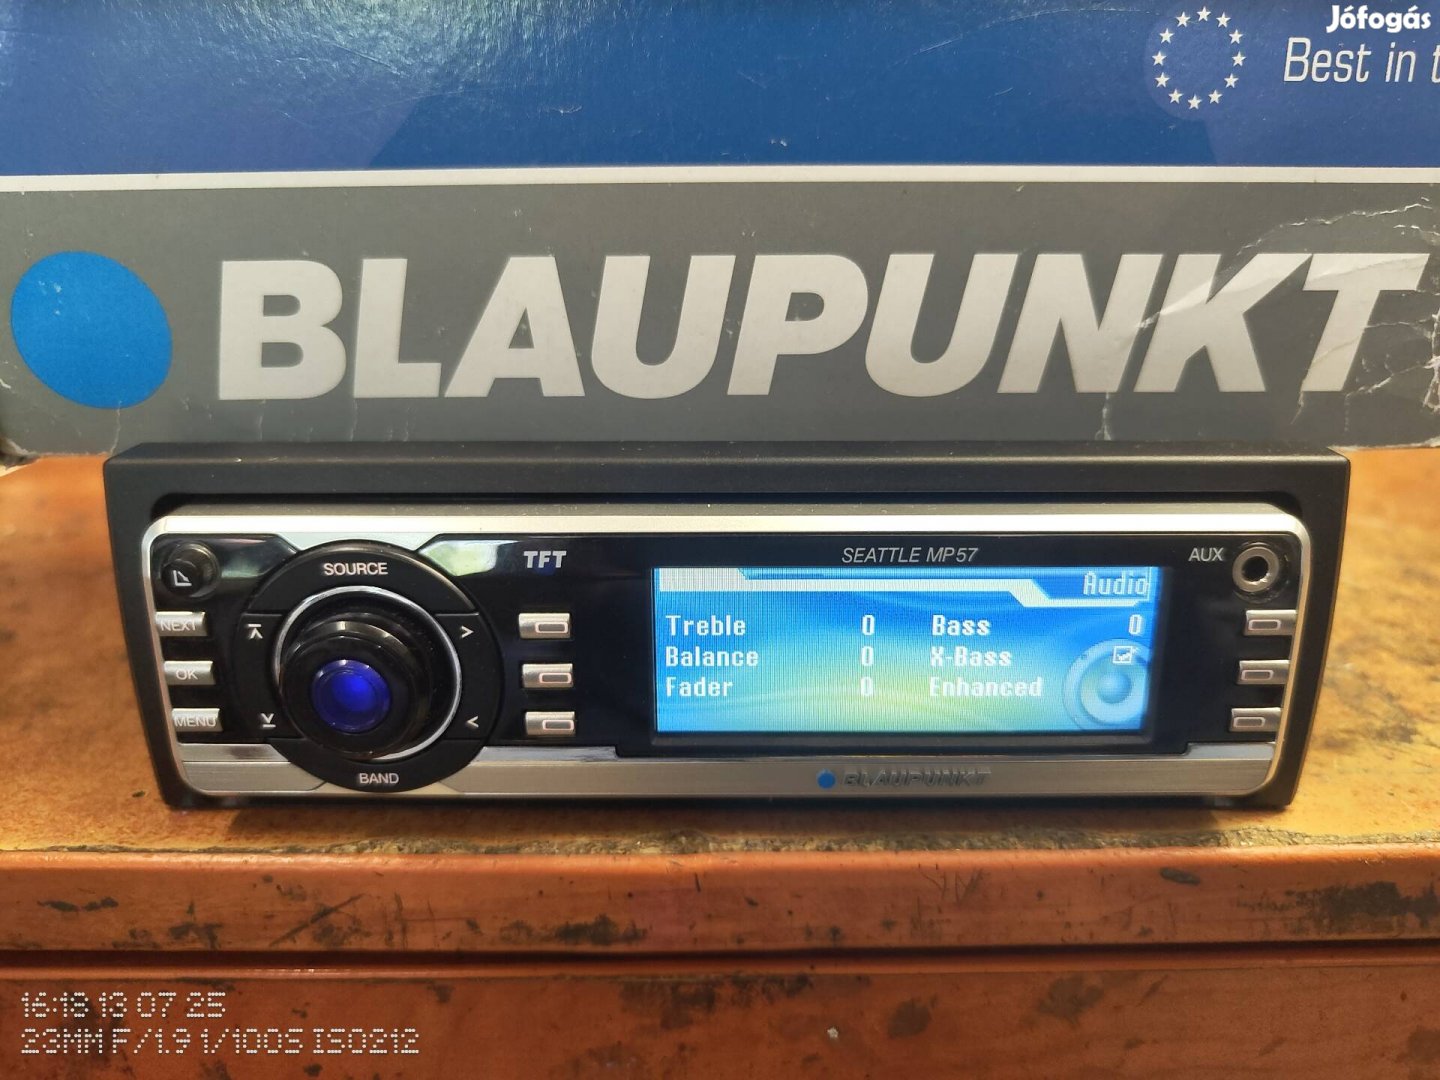 Jófogás
Best in t
BLAUPUNKT
SOURCE
TFT
SEATTLE MP57
AUX
Audio
NEXT
Treble 0 Bass 0
Balance 0 X-Bass
OK
Fader 0 Enhanced
MENU
BAND
BLAUPUNKT
16:13 13 07 25
23MM F/1.9 1/100S ISO212